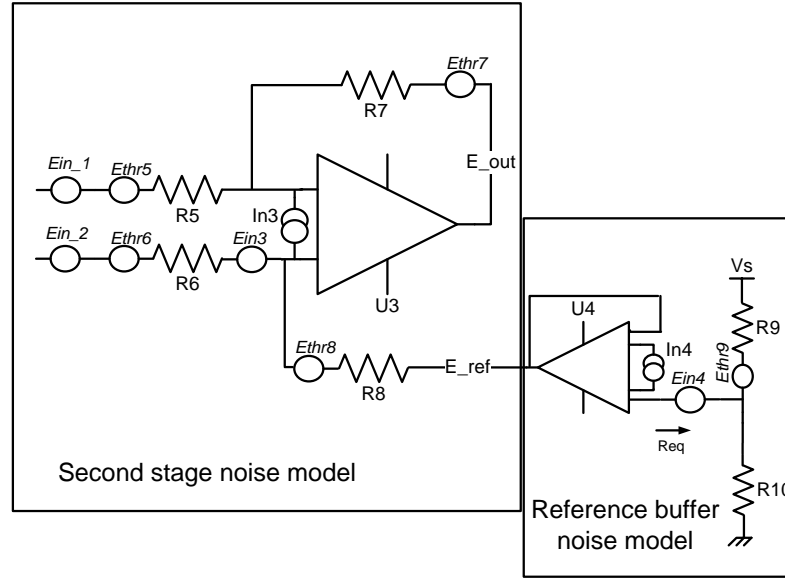 Ethr7
R7
E_out
Ein_1
Ethr5
R5
In3
Ein_2
Ethr6
R6
Ein3
U3
Ethr8
R8
E_ref
Second stage noise model
Vs
U4
R9
In4
Ethr9
Ein4
Req
R10
Reference buffer
noise model